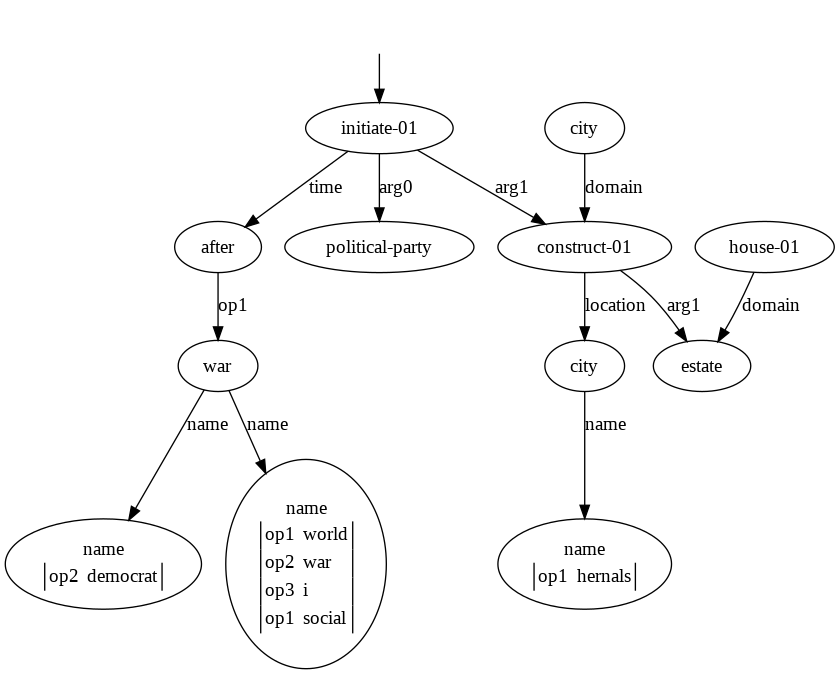 initiate-01
city
time
arg0
arg1
domain
after
political-party
construct-01
house-01
op1
location
arg1
domain
war
city
estate
name
name
name
name
op2 democrat
name
op1 world
op2 war
op3 i
op1 social
name
op1 hernals